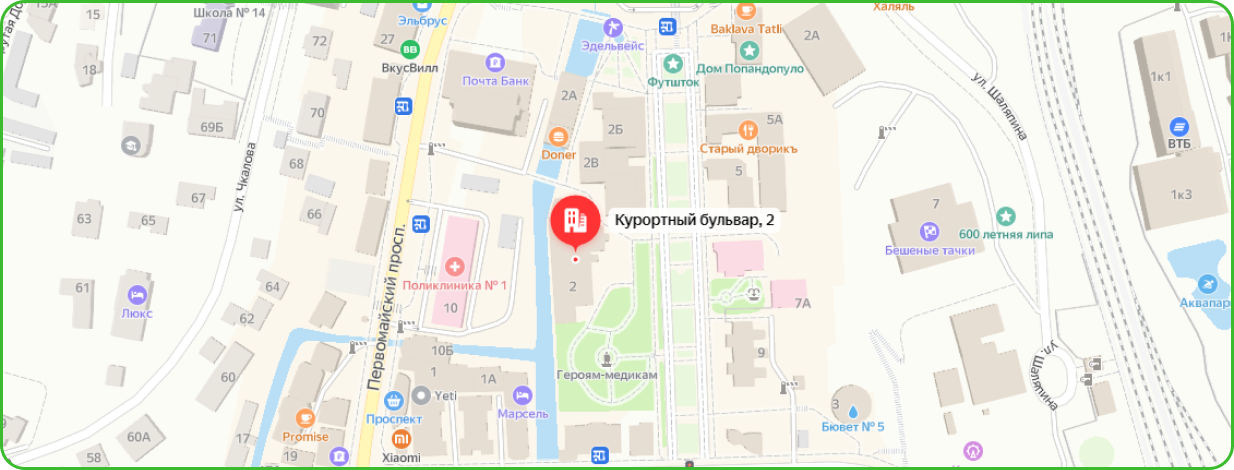 15А
Школа № 14
Эльбрус
Халяль
71
72
27
ВВ
ВкусВилл
Эдельвейс
Baklava Tatli
2А
18
Почта Банк
Футшток
Дом Попандопуло
ул. Шаляпина
1к1
70
2А
69Б
2Б
5А
ВТБ
Doner
Старый дворикъ
68
2В
5
ул. Чкалова
67
1к3
63
65
66
7
Курортный бульвар, 2
600 летняя липа
Бешеные тачки
Первомайский просп.
Поликлиника № 1
61
64
2
Люкс
10
7А
Аквапарк
62
10Б
9
ул. Шаляпина
60
1
1А
Героям-медикам
Yeti
Проспект
Марсель
3
Бювет № 5
Promise
17
60А
Xiaomi
58
19